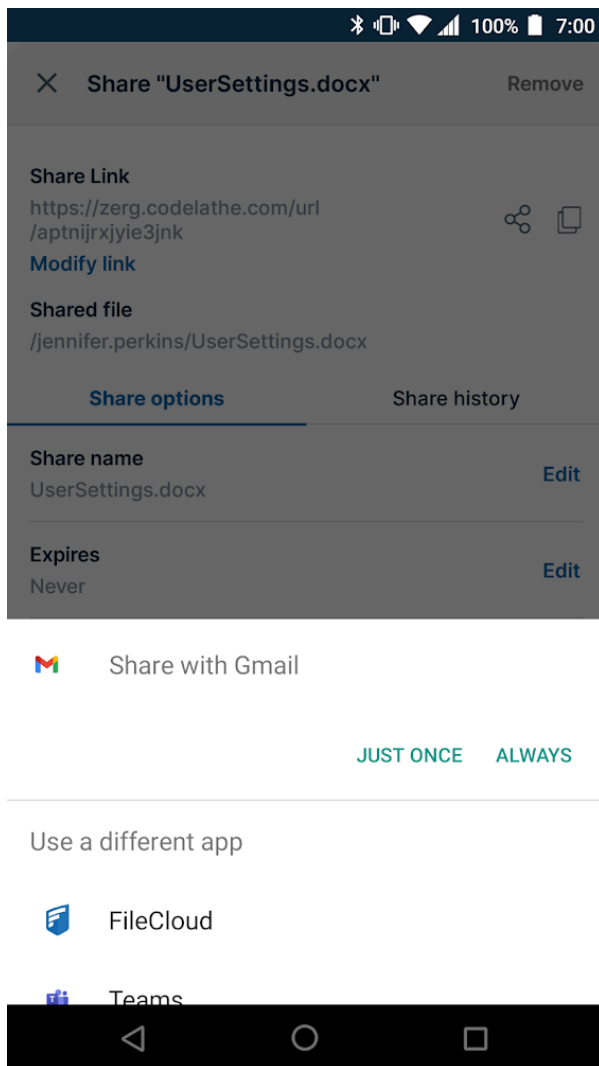 100% 7:00
Share "UserSettings.docx" Remove
Share Link
https://zerg.codelathe.com/url
/aptnijrxjyie3jnk
Modify link
Shared file
/jennifer.perkins/UserSettings.docx
Share options Share history
Share name
UserSettings.docx
Edit
Expires
Never
Edit
Share with Gmail
JUST ONCE ALWAYS
Use a different app
FileCloud
Teams